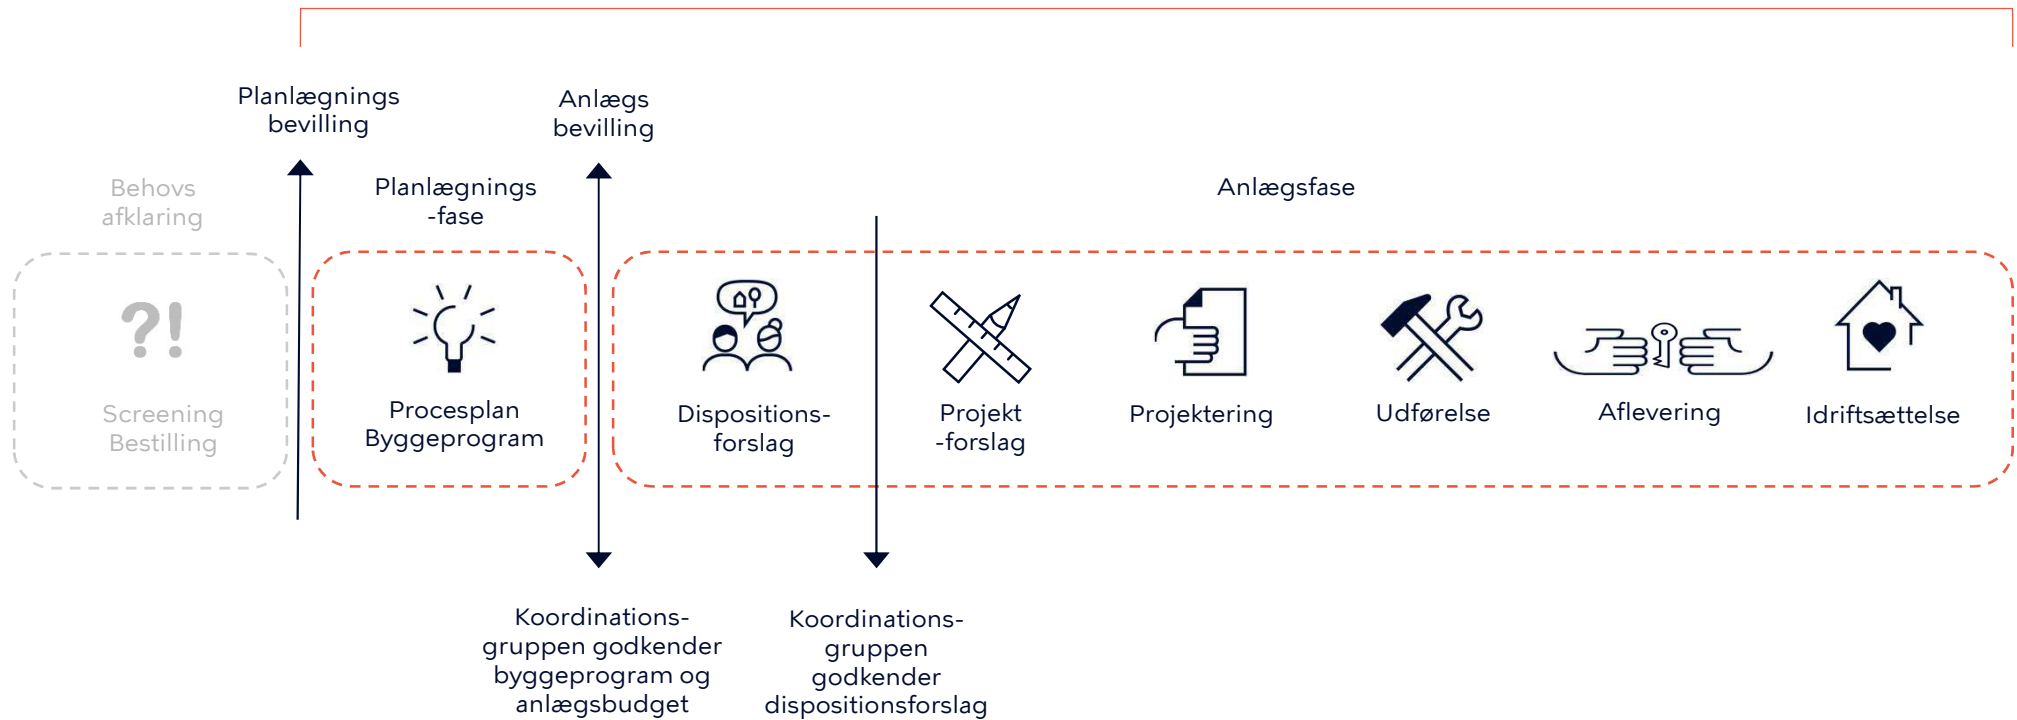 Planlægnings
bevilling
Anlægs
bevilling
Behovs
afklaring
Planlægnings
-fase
Anlægsfase
?!
Screening
Bestilling
Procesplan
Byggeprogram
Dispositions-
forslag
Projekt
-forslag
Projektering
Udførelse
Aflevering
Idriftsættelse
Koordinations-
gruppen godkender
byggeprogram og
anlægsbudget
Koordinations-
gruppen
godkender
dispositionsforslag